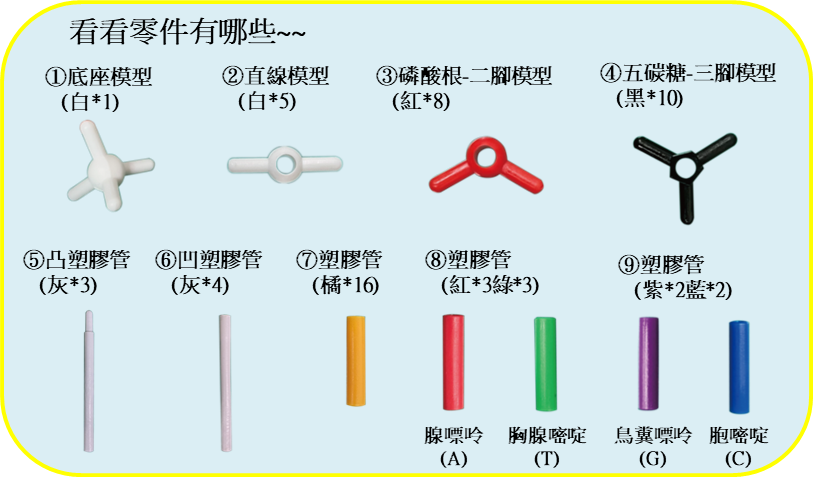 看看零件有哪些~~
①底座模型
(白*1)
②直線模型
(白*5)
③磷酸根-二腳模型
(紅*8)
④五碳糖-三腳模型
(黑*10)
⑤凸塑膠管
(灰*3)
⑥凹塑膠管
(灰*4)
⑦塑膠管
(橘*16)
⑧塑膠管
(紅*3綠*3)
⑨塑膠管
(紫*2藍*2)
腺嘌呤
(A)
胸腺嘧啶
(T)
鳥糞嘌呤
(G)
胞嘧啶
(C)